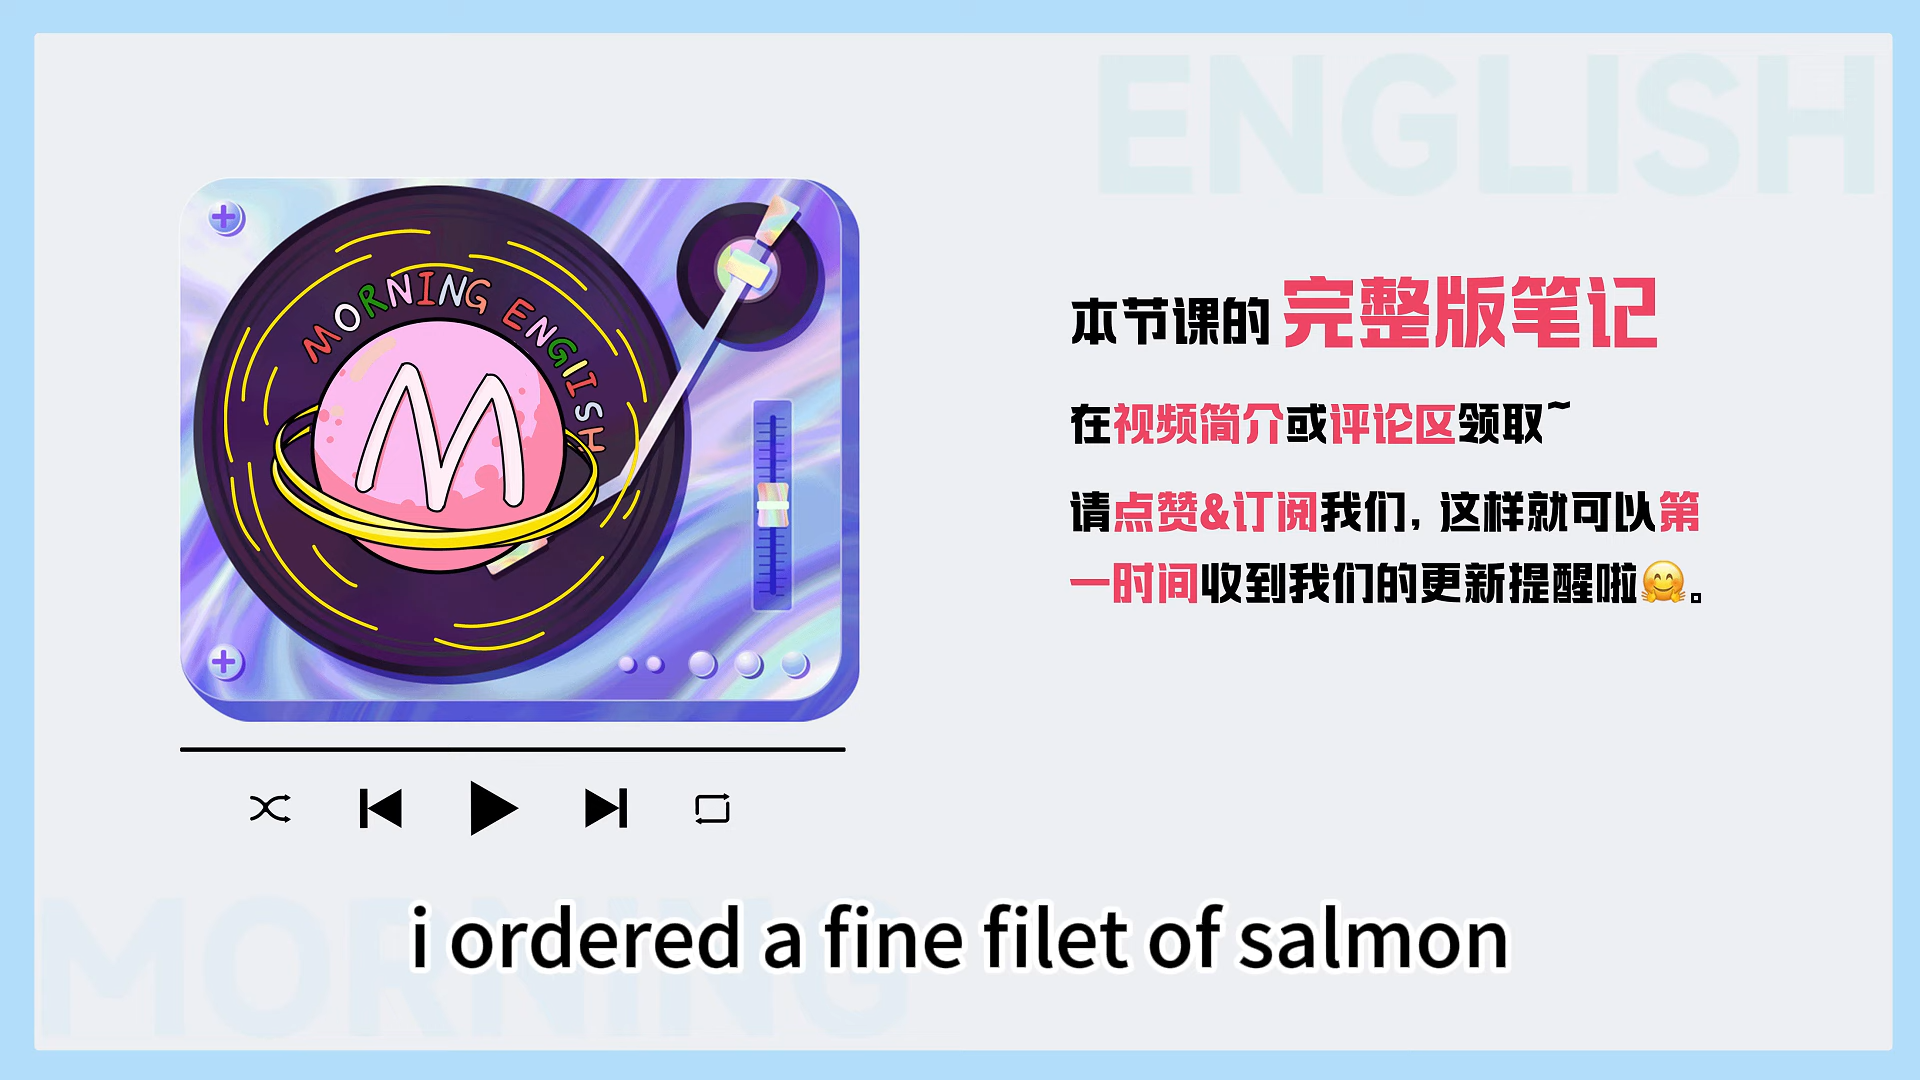 ENGLISH
MORNING ENGLISH
M
本节课的 完整版笔记
在视频简介或评论区领取~
请点赞&订阅我们, 这样就可以第
一时间收到我们的更新提醒啦🤗。
MORNING
i ordered a fine filet of salmon